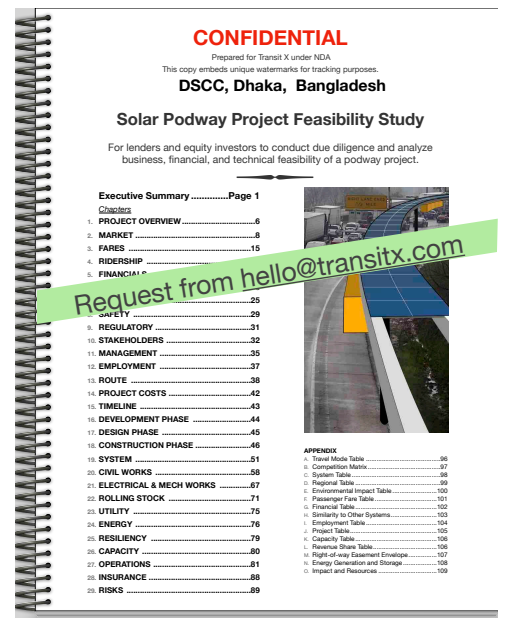 CONFIDENTIAL
Prepared for Transit X under NDA
This copy embeds unique watermarks for tracking purposes.
DSCC, Dhaka, Bangladesh
Solar Podway Project Feasibility Study
For lenders and equity investors to conduct due diligence and analyze
business, financial, and technical feasibility of a podway project.
Executive Summary ..............Page 1
Chapters
1. PROJECT OVERVIEW ...................................6
2. MARKET ...................................8
3. FARES ...................................15
4. RIDERSHIP
5. FINANCIALS
Request from hello@transitx.com
25
8. SAFETY ...................................29
9. REGULATORY ...................................31
10. STAKEHOLDERS ...................................32
11. MANAGEMENT ...................................35
12. EMPLOYMENT ...................................37
13. ROUTE ...................................38
14. PROJECT COSTS ...................................42
15. TIMELINE ...................................43
16. DEVELOPMENT PHASE ...................................44
17. DESIGN PHASE ...................................45
18. CONSTRUCTION PHASE ...................................46
19. SYSTEM ...................................51
20. CIVIL WORKS ...................................58
21. ELECTRICAL & MECH WORKS ...........67
22. ROLLING STOCK ...................................71
23. UTILITY ...................................75
24. ENERGY ...................................76
25. RESILIENCY ...................................79
26. CAPACITY ...................................80
27. OPERATIONS ...................................81
28. INSURANCE ...................................88
29. RISKS ...................................89
APPENDIX
A. Travel Mode Table ...................................96
B. Competition Matrix ...................................97
C. System Table ...................................98
D. Regional Table ...................................99
E. Environmental Impact Table ...................100
F. Passenger Fare Table ...................................101
G. Financial Table ...................................102
H. Similarity to Other Systems ...................103
I. Employment Table ...................................104
J. Project Table ...................................105
K. Capacity Table ...................................106
L. Revenue Share Table ...................................106
M. Right-of-way Easement Envelope ...........107
N. Energy Generation and Storage ...............108
O. Impact and Resources ...................................109